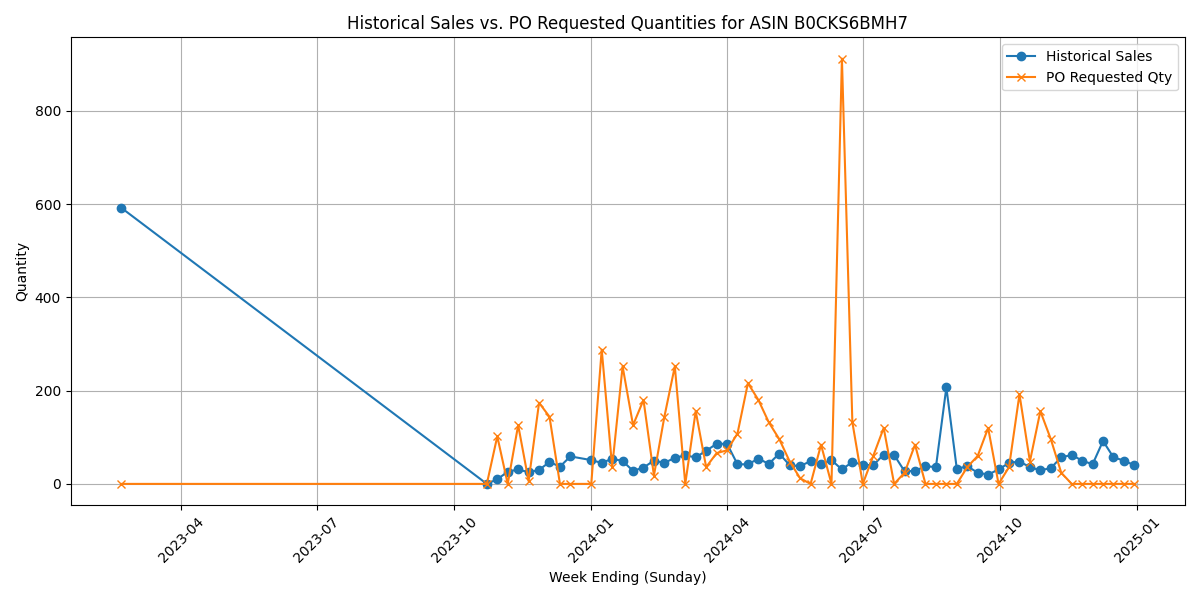 Historical Sales vs. PO Requested Quantities for ASIN B0CKS6BMH7
Historical Sales
PO Requested Qty
Quantity
800
600
400
200
0
2023-04
2023-07
2023-10
2024-01
2024-04
2024-07
2024-10
2025-01
Week Ending (Sunday)